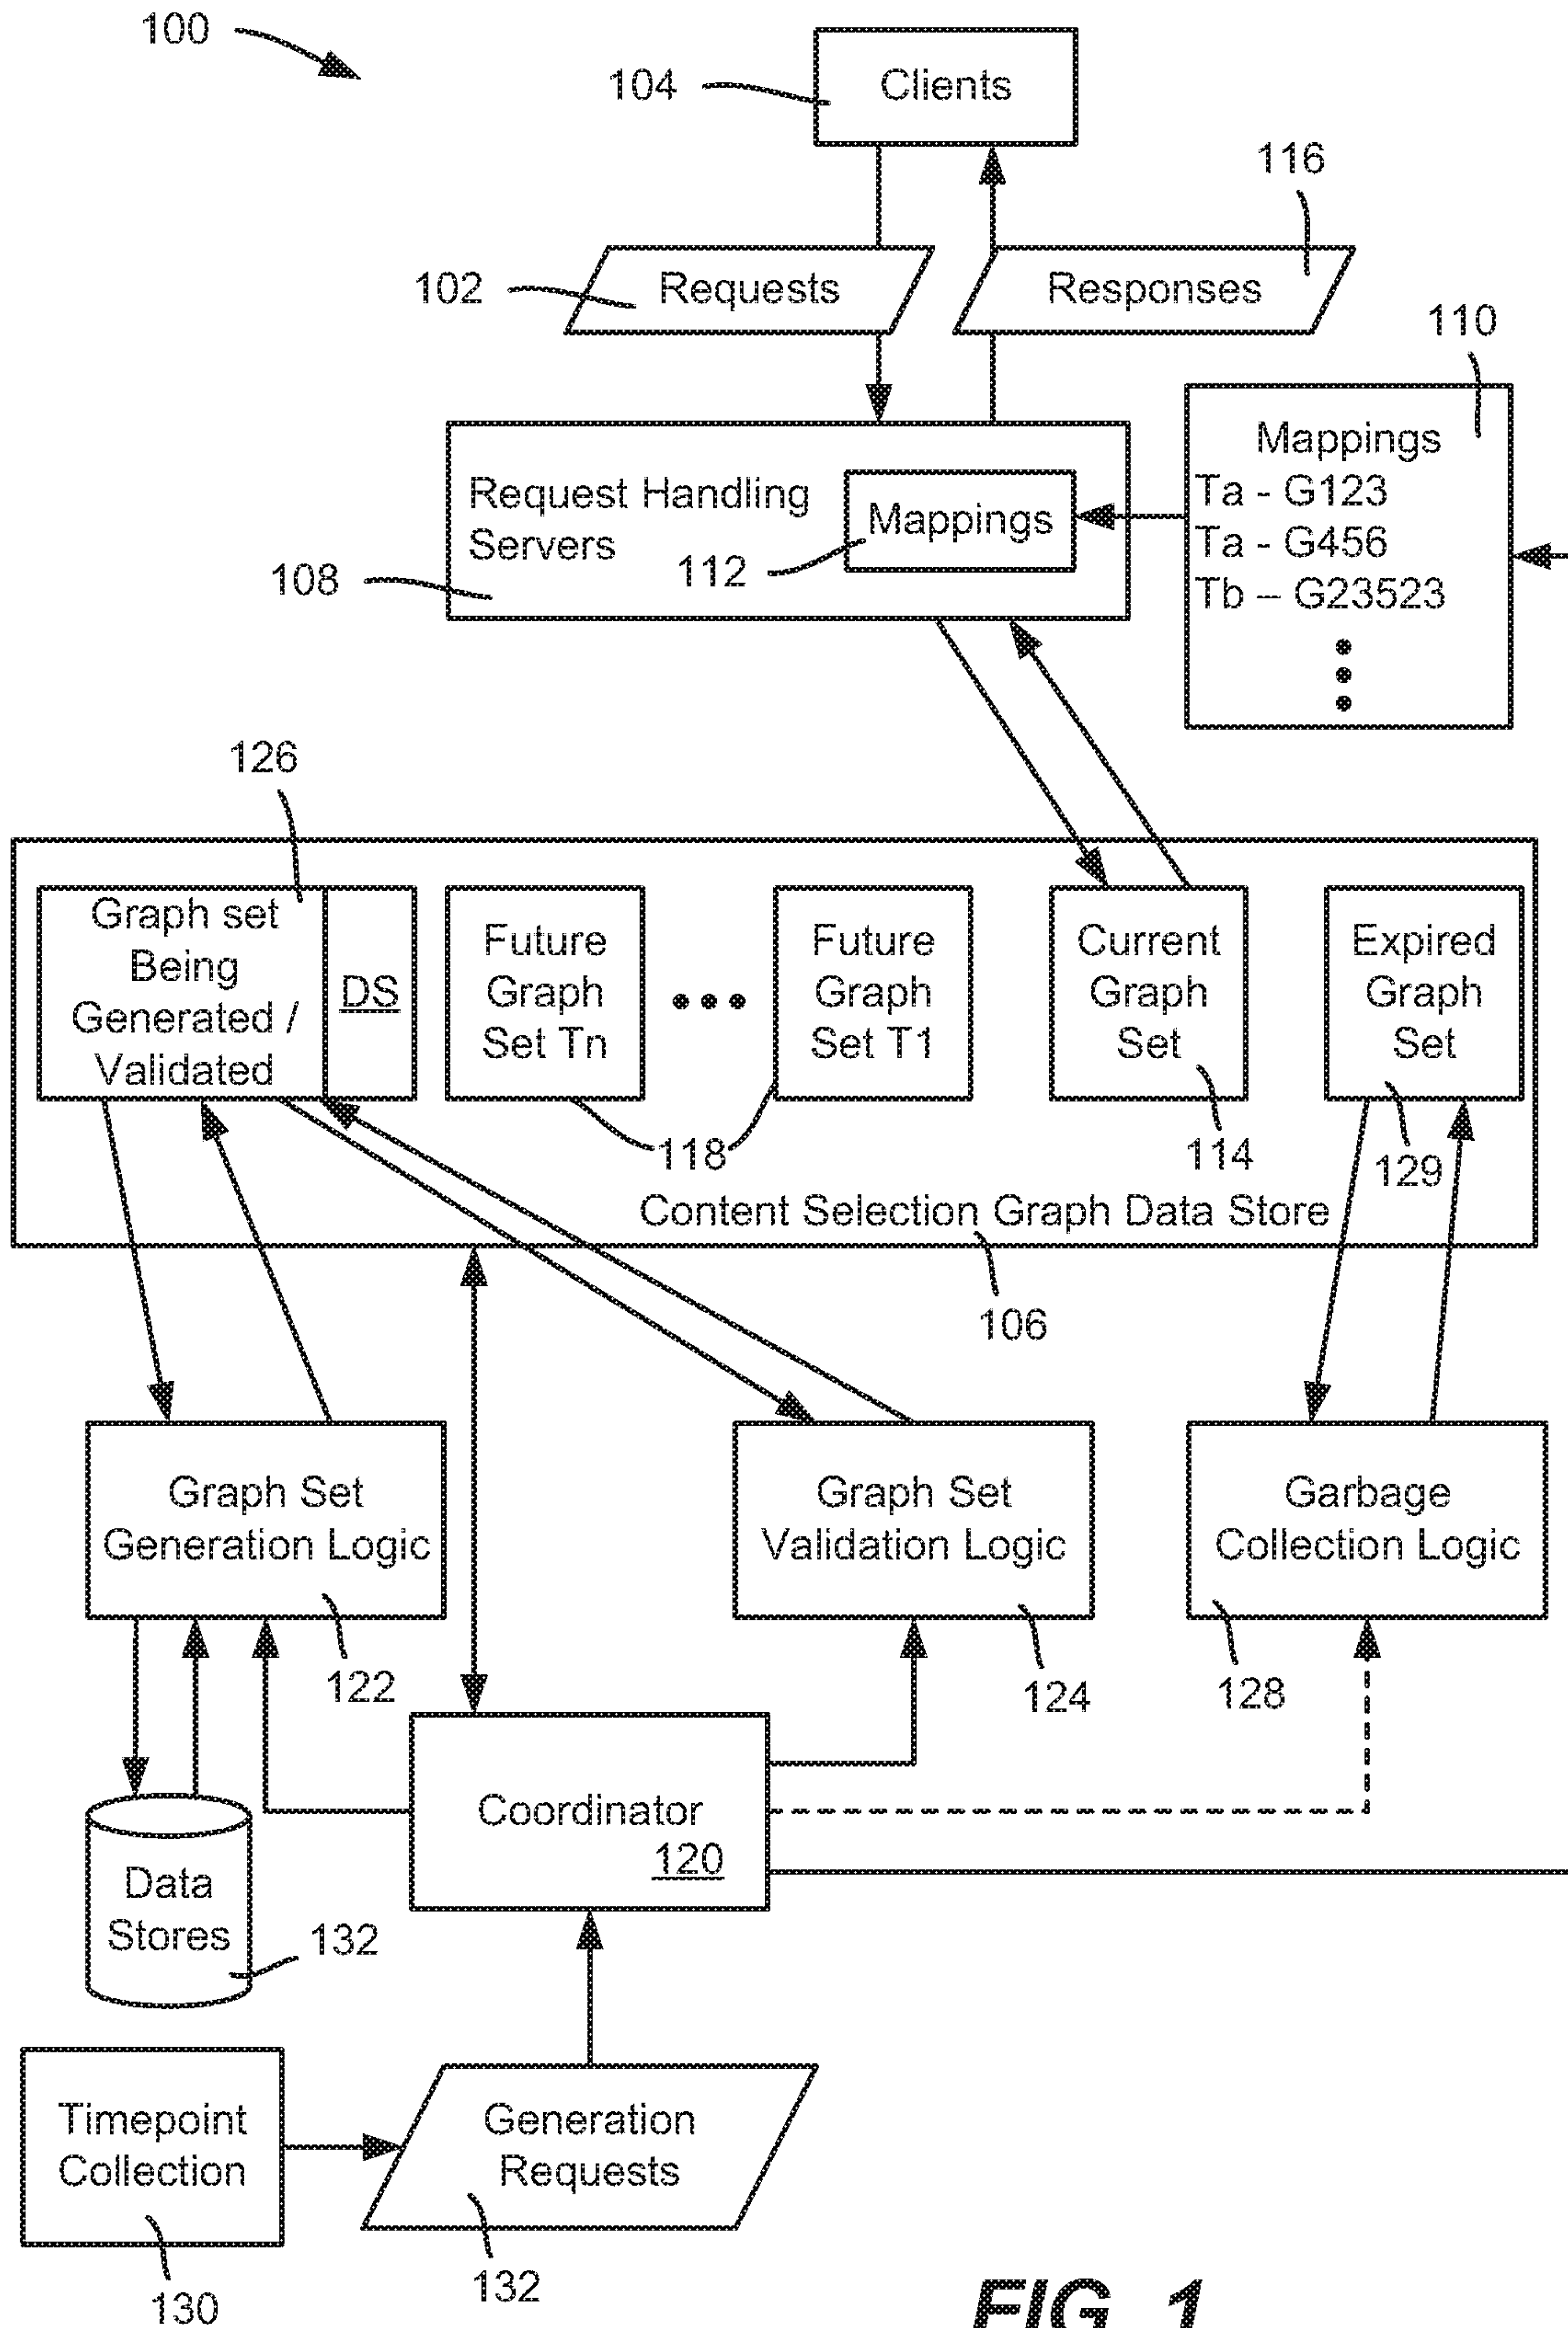 100
104
Clients
116
102
Requests
Responses
110
Mappings
Ta - G123
Ta - G456
Tb – G23523
Request Handling
Servers
Mappings
112
108
126
Graph set
Being
Generated /
Validated
DS
Future
Graph
Set Tn
Future
Graph
Set T1
Current
Graph
Set
Expired
Graph
Set
118
114
129
Content Selection Graph Data Store
106
Graph Set
Generation Logic
Graph Set
Validation Logic
Garbage
Collection Logic
122
124
128
Coordinator
120
Data
Stores
132
Timepoint
Collection
Generation
Requests
130
132
FIG. 1